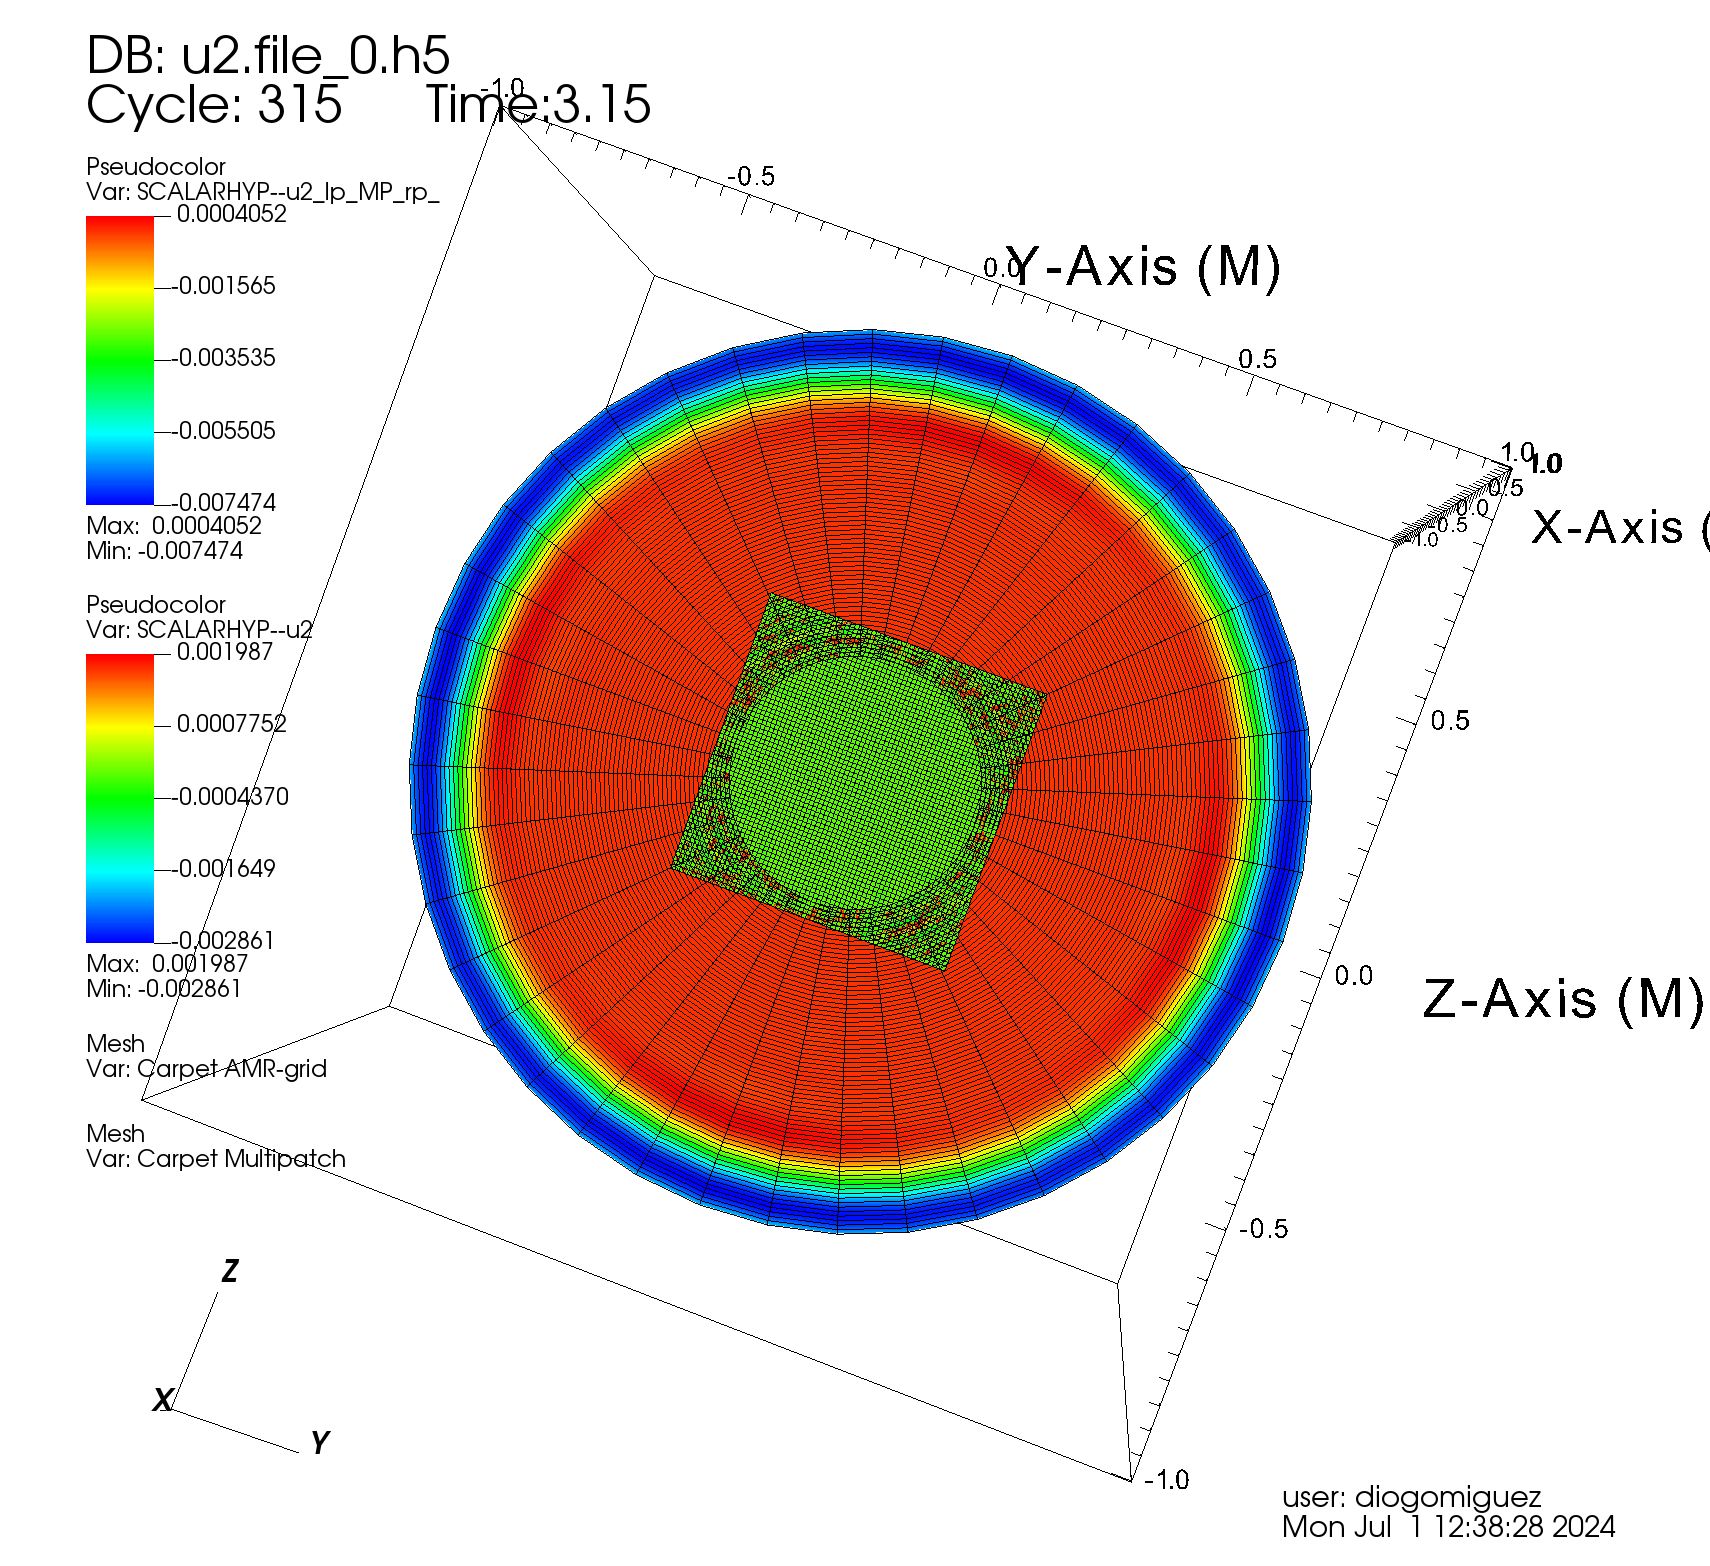 DB: u2.file_0.h5
Cycle: 315 Time:3.15
-1.0
-0.5
0.0
Y-Axis (M)
0.5
1.0
1.0
0.5
0.0
-0.5
-1.0
X-Axis (
0.5
0.0
Z-Axis (M)
-0.5
-1.0
Pseudocolor
Var: SCALARHYP--u2_lp_MP_rp_
0.0004052
-0.001565
-0.003535
-0.005505
-0.007474
Max: 0.0004052
Min: -0.007474
Pseudocolor
Var: SCALARHYP--u2
0.001987
0.0007752
-0.0004370
-0.001649
-0.002861
Max: 0.001987
Min: -0.002861
Mesh
Var: Carpet AMR-grid
Mesh
Var: Carpet Multipatch
Z
X
Y
user: diogomiguez
Mon Jul 1 12:38:28 2024